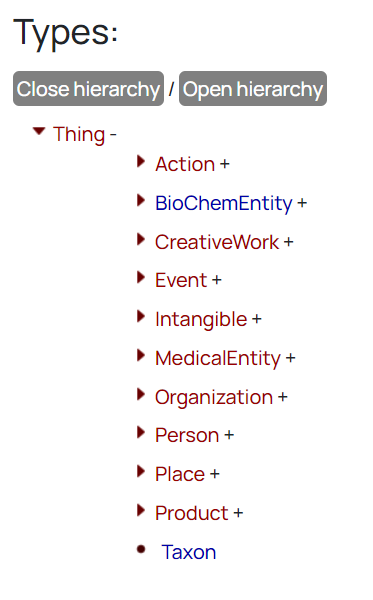 Types:
Close hierarchy / Open hierarchy
Thing -
Action +
BioChemEntity +
CreativeWork +
Event +
Intangible +
MedicalEntity +
Organization +
Person +
Place +
Product +
Taxon